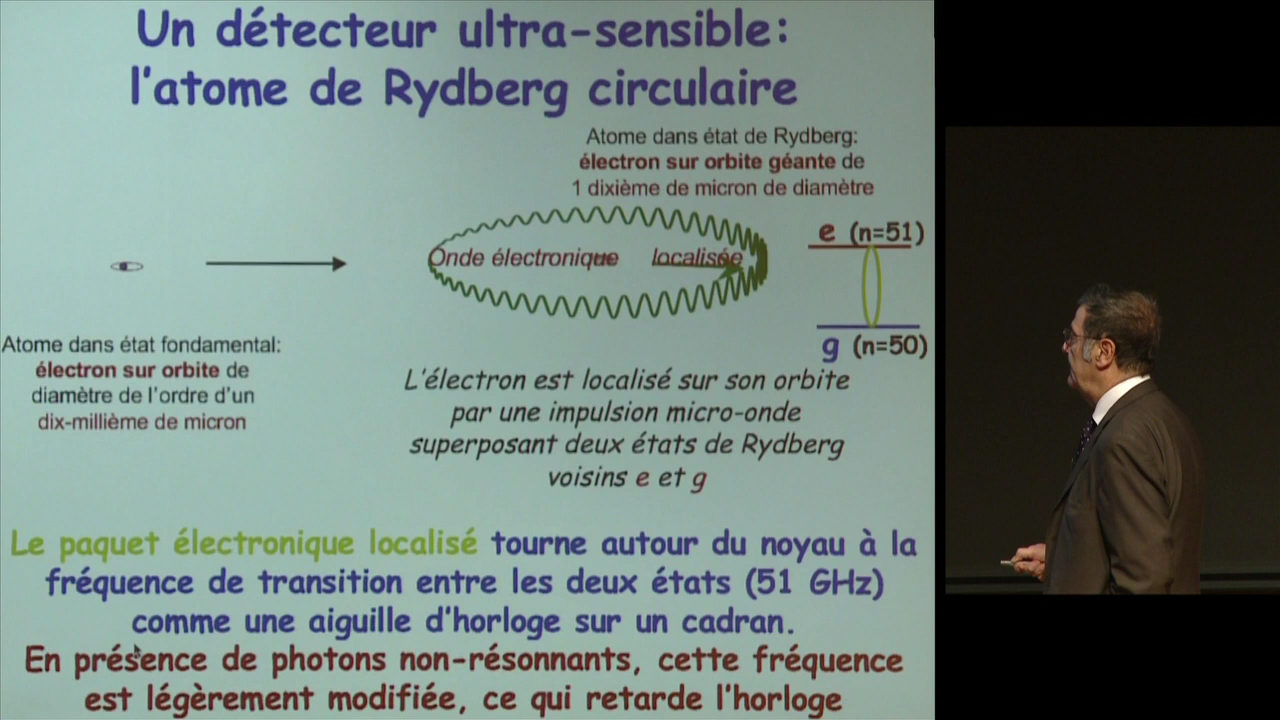 Un détecteur ultra-sensible:
l'atome de Rydberg circulaire
Atome dans état de Rydberg:
électron sur orbite géante de
1 dixième de micron de diamètre
Onde électronique localisée
e (n=51)
g (n=50)
Atome dans état fondamental:
électron sur orbite de
diamètre de l'ordre d'un
dix-millième de micron
L'électron est localisé sur son orbite
par une impulsion micro-onde
superposant deux états de Rydberg
voisins e et g
Le paquet électronique localisé tourne autour du noyau à la
fréquence de transition entre les deux états (51 GHz)
comme une aiguille d'horloge sur un cadran.
En présence de photons non-résonnants, cette fréquence
est légèrement modifiée, ce qui retarde l'horloge